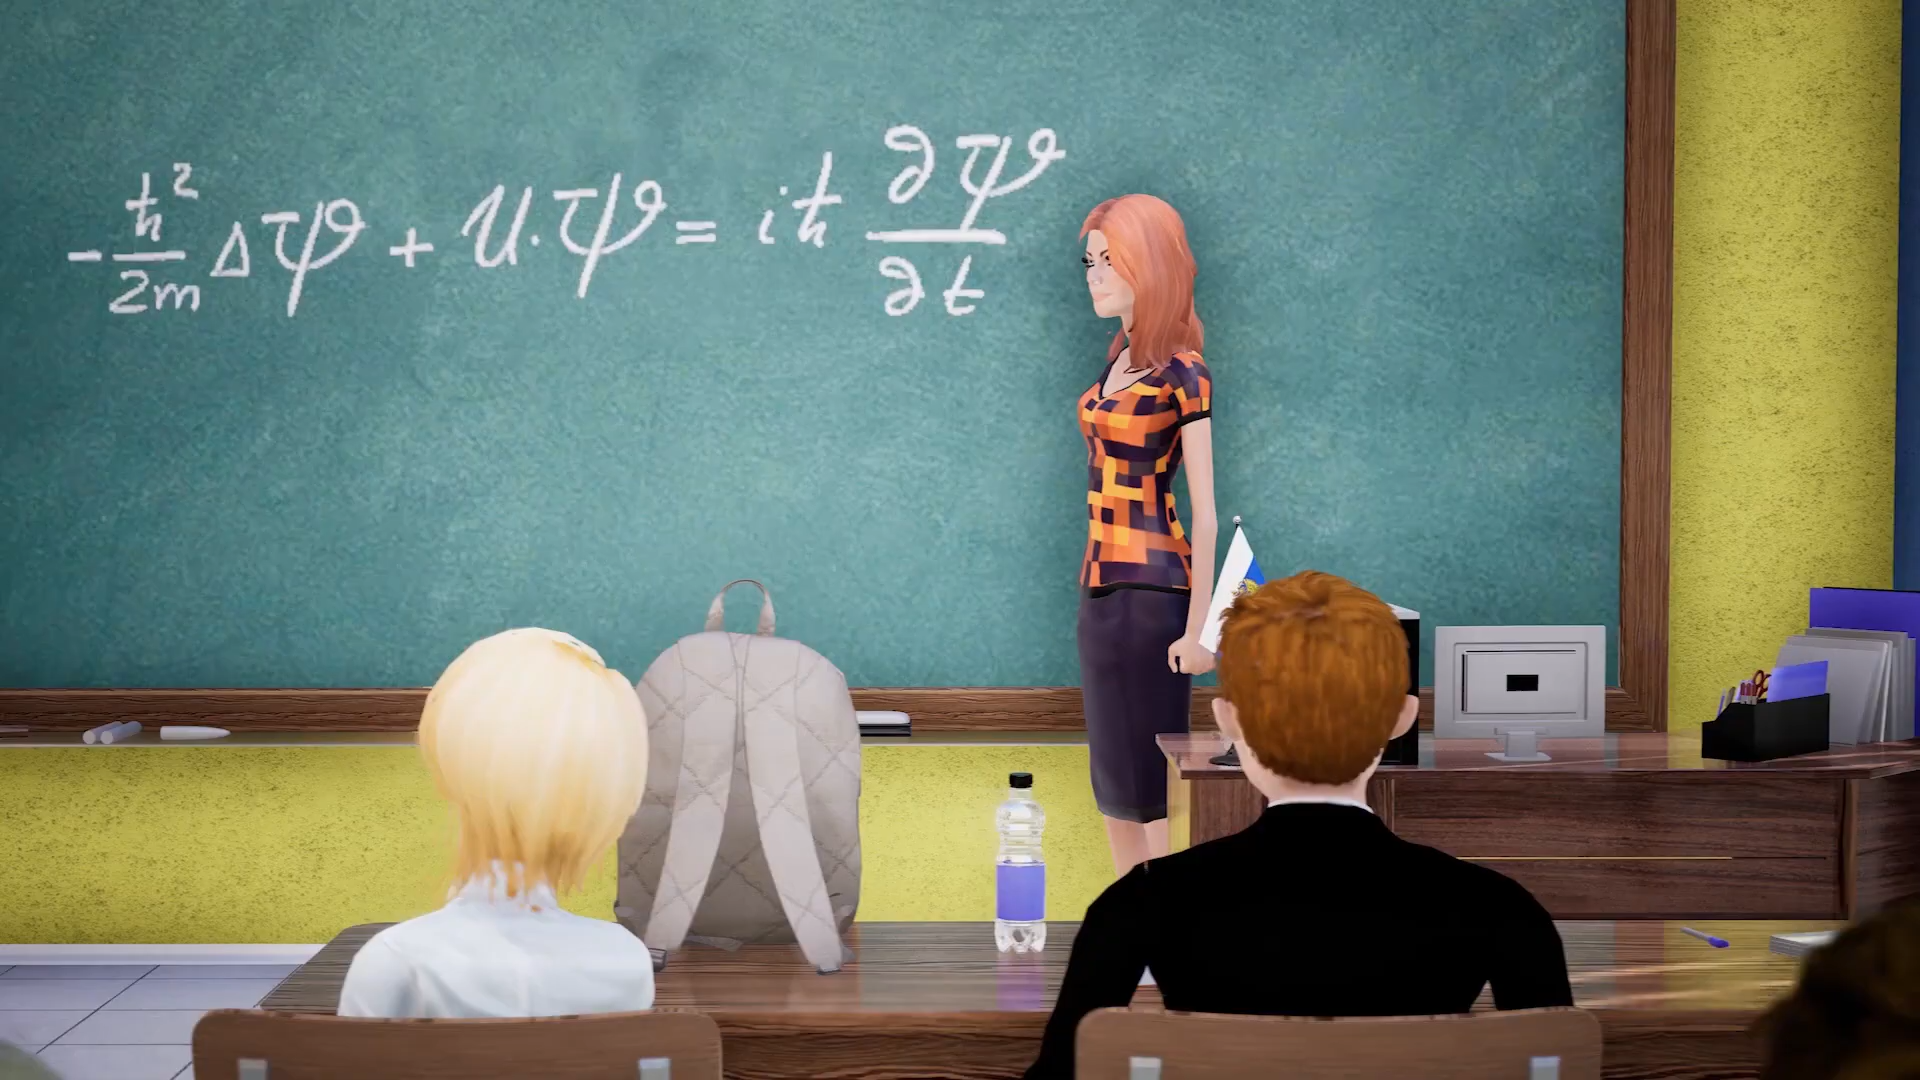 -ħ²/2m Δψ + U·ψ = iħ ∂ψ/∂t